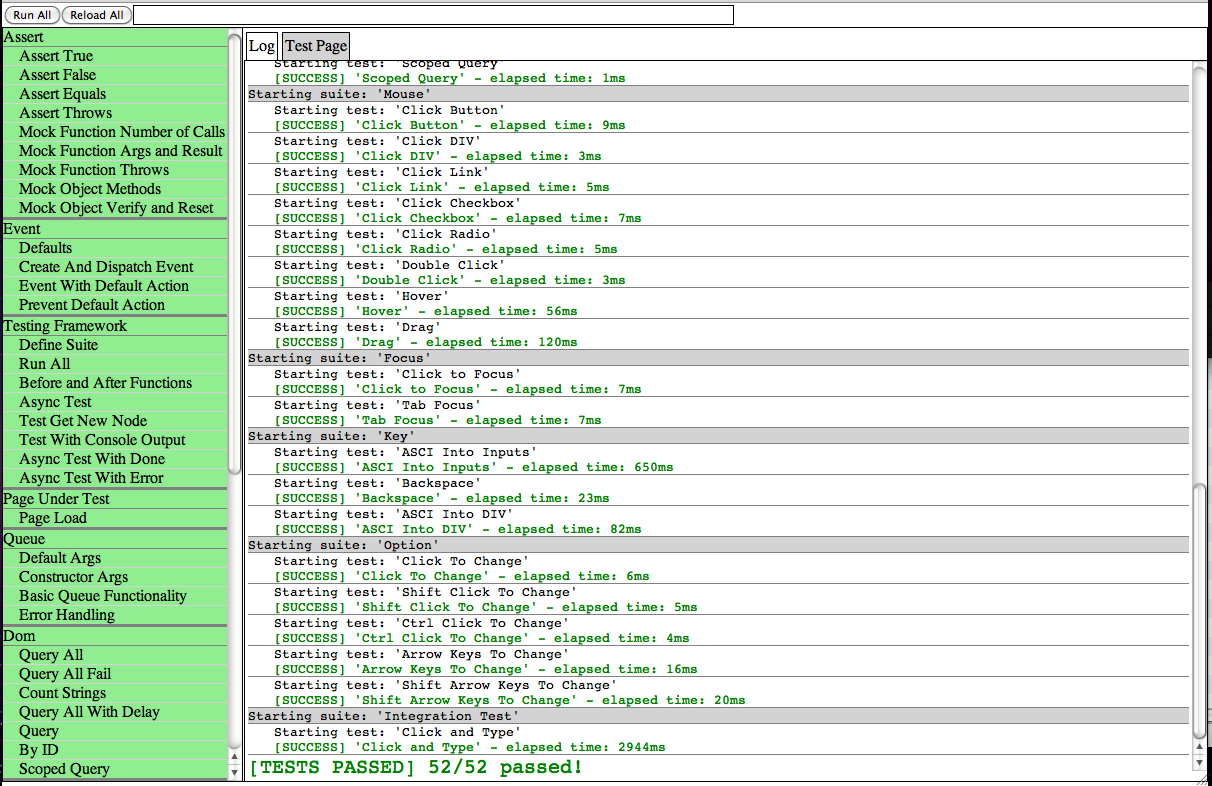 Run All Reload All
Assert
Assert True
Assert False
Assert Equals
Assert Throws
Mock Function Number of Calls
Mock Function Args and Result
Mock Function Throws
Mock Object Methods
Mock Object Verify and Reset
Event
Defaults
Create And Dispatch Event
Event With Default Action
Prevent Default Action
Testing Framework
Define Suite
Run All
Before and After Functions
Async Test
Test Get New Node
Test With Console Output
Async Test With Done
Async Test With Error
Page Under Test
Page Load
Queue
Default Args
Constructor Args
Basic Queue Functionality
Error Handling
Dom
Query All
Query All Fail
Count Strings
Query All With Delay
Query
By ID
Scoped Query
Log Test Page
Starting test: 'Scoped Query'
[SUCCESS] 'Scoped Query' - elapsed time: 1ms
Starting suite: 'Mouse'
Starting test: 'Click Button'
[SUCCESS] 'Click Button' - elapsed time: 9ms
Starting test: 'Click DIV'
[SUCCESS] 'Click DIV' - elapsed time: 3ms
Starting test: 'Click Link'
[SUCCESS] 'Click Link' - elapsed time: 5ms
Starting test: 'Click Checkbox'
[SUCCESS] 'Click Checkbox' - elapsed time: 7ms
Starting test: 'Click Radio'
[SUCCESS] 'Click Radio' - elapsed time: 5ms
Starting test: 'Double Click'
[SUCCESS] 'Double Click' - elapsed time: 3ms
Starting test: 'Hover'
[SUCCESS] 'Hover' - elapsed time: 56ms
Starting test: 'Drag'
[SUCCESS] 'Drag' - elapsed time: 120ms
Starting suite: 'Focus'
Starting test: 'Click to Focus'
[SUCCESS] 'Click to Focus' - elapsed time: 7ms
Starting test: 'Tab Focus'
[SUCCESS] 'Tab Focus' - elapsed time: 7ms
Starting suite: 'Key'
Starting test: 'ASCI Into Inputs'
[SUCCESS] 'ASCI Into Inputs' - elapsed time: 650ms
Starting test: 'Backspace'
[SUCCESS] 'Backspace' - elapsed time: 23ms
Starting test: 'ASCI Into DIV'
[SUCCESS] 'ASCI Into DIV' - elapsed time: 82ms
Starting suite: 'Option'
Starting test: 'Click To Change'
[SUCCESS] 'Click To Change' - elapsed time: 6ms
Starting test: 'Shift Click To Change'
[SUCCESS] 'Shift Click To Change' - elapsed time: 5ms
Starting test: 'Ctrl Click To Change'
[SUCCESS] 'Ctrl Click To Change' - elapsed time: 4ms
Starting test: 'Arrow Keys To Change'
[SUCCESS] 'Arrow Keys To Change' - elapsed time: 16ms
Starting test: 'Shift Arrow Keys To Change'
[SUCCESS] 'Shift Arrow Keys To Change' - elapsed time: 20ms
Starting suite: 'Integration Test'
Starting test: 'Click and Type'
[SUCCESS] 'Click and Type' - elapsed time: 2944ms
[TESTS PASSED] 52/52 passed!